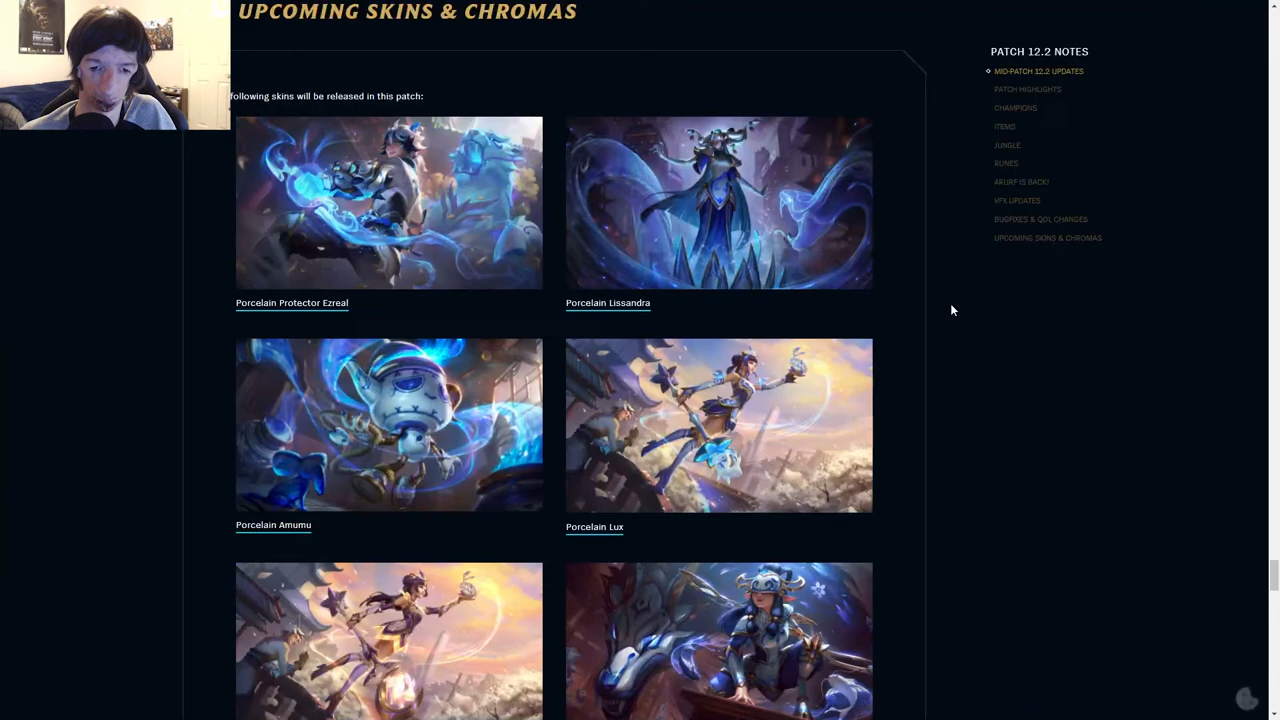 UPCOMING SKINS & CHROMAS
following skins will be released in this patch:
Porcelain Protector Ezreal
Porcelain Lissandra
Porcelain Amumu
Porcelain Lux
PATCH 12.2 NOTES
MID-PATCH 12.2 UPDATES
PATCH HIGHLIGHTS
CHAMPIONS
ITEMS
JUNGLE
RUNES
ARURF IS BACK!
VFX UPDATES
BUGFIXES & QOL CHANGES
UPCOMING SKINS & CHROMAS